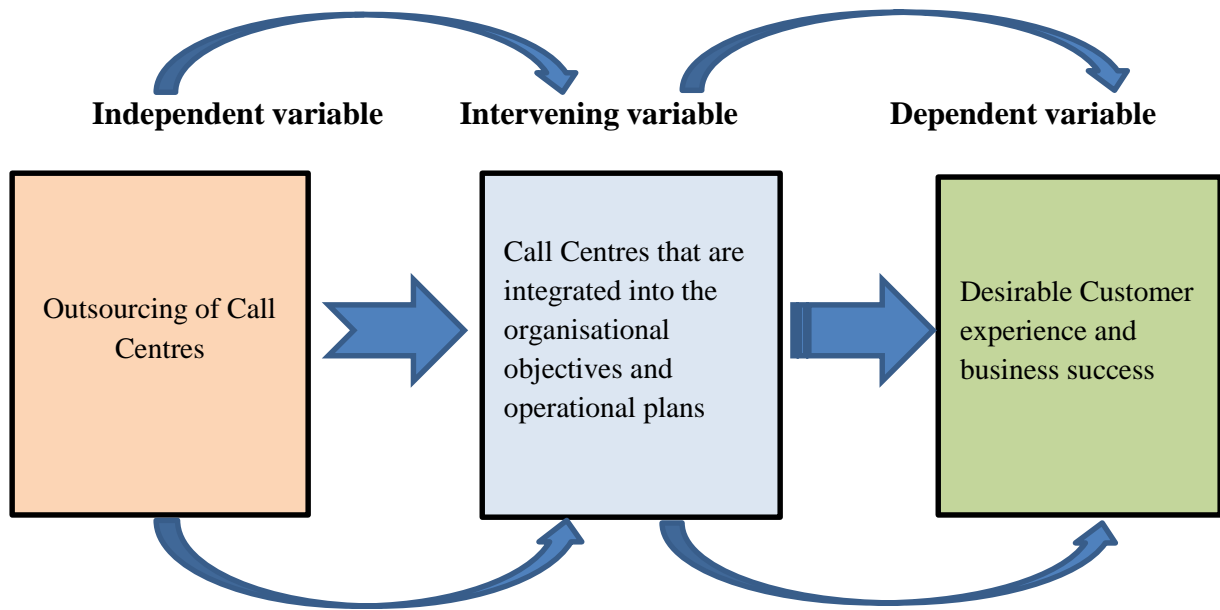 Independent variable
Intervening variable
Dependent variable
Outsourcing of Call
Centres
Call Centres that are
integrated into the
organisational
objectives and
operational plans
Desirable Customer
experience and
business success